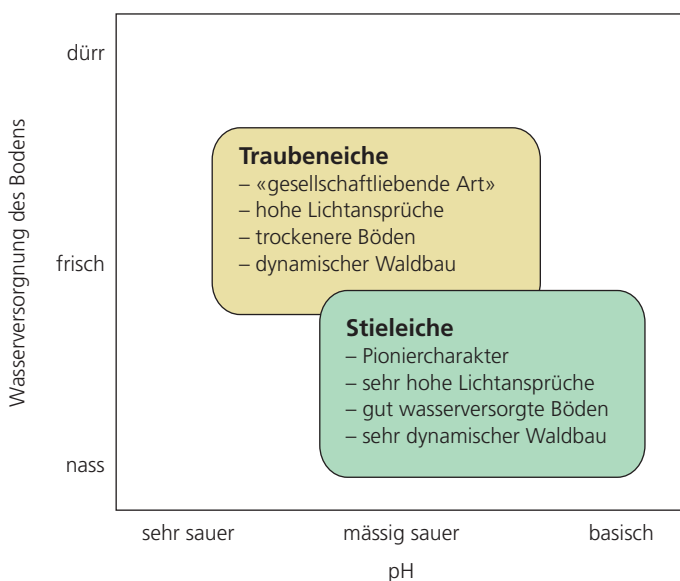 Wasserversorgnung des Bodens
dürr
frisch
nass
Traubeneiche
– «gesellschaftliebende Art»
– hohe Lichtansprüche
– trockenere Böden
– dynamischer Waldbau
Stieleiche
– Pioniercharakter
– sehr hohe Lichtansprüche
– gut wasserversorgte Böden
– sehr dynamischer Waldbau
sehr sauer mässig sauer basisch
pH